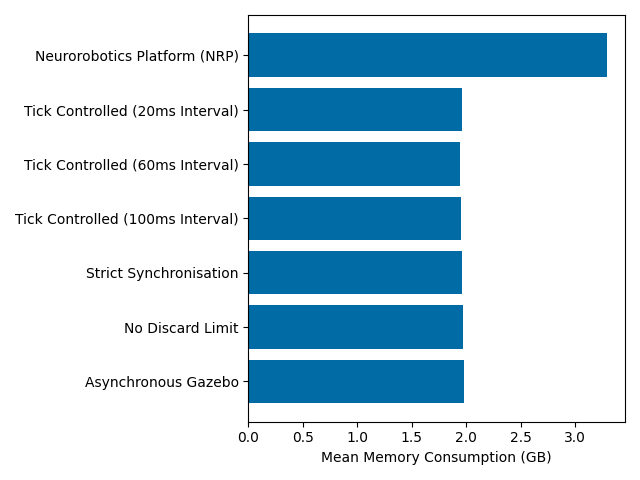 Neurorobotics Platform (NRP)
Tick Controlled (20ms Interval)
Tick Controlled (60ms Interval)
Tick Controlled (100ms Interval)
Strict Synchronisation
No Discard Limit
Asynchronous Gazebo
0.0 0.5 1.0 1.5 2.0 2.5 3.0
Mean Memory Consumption (GB)